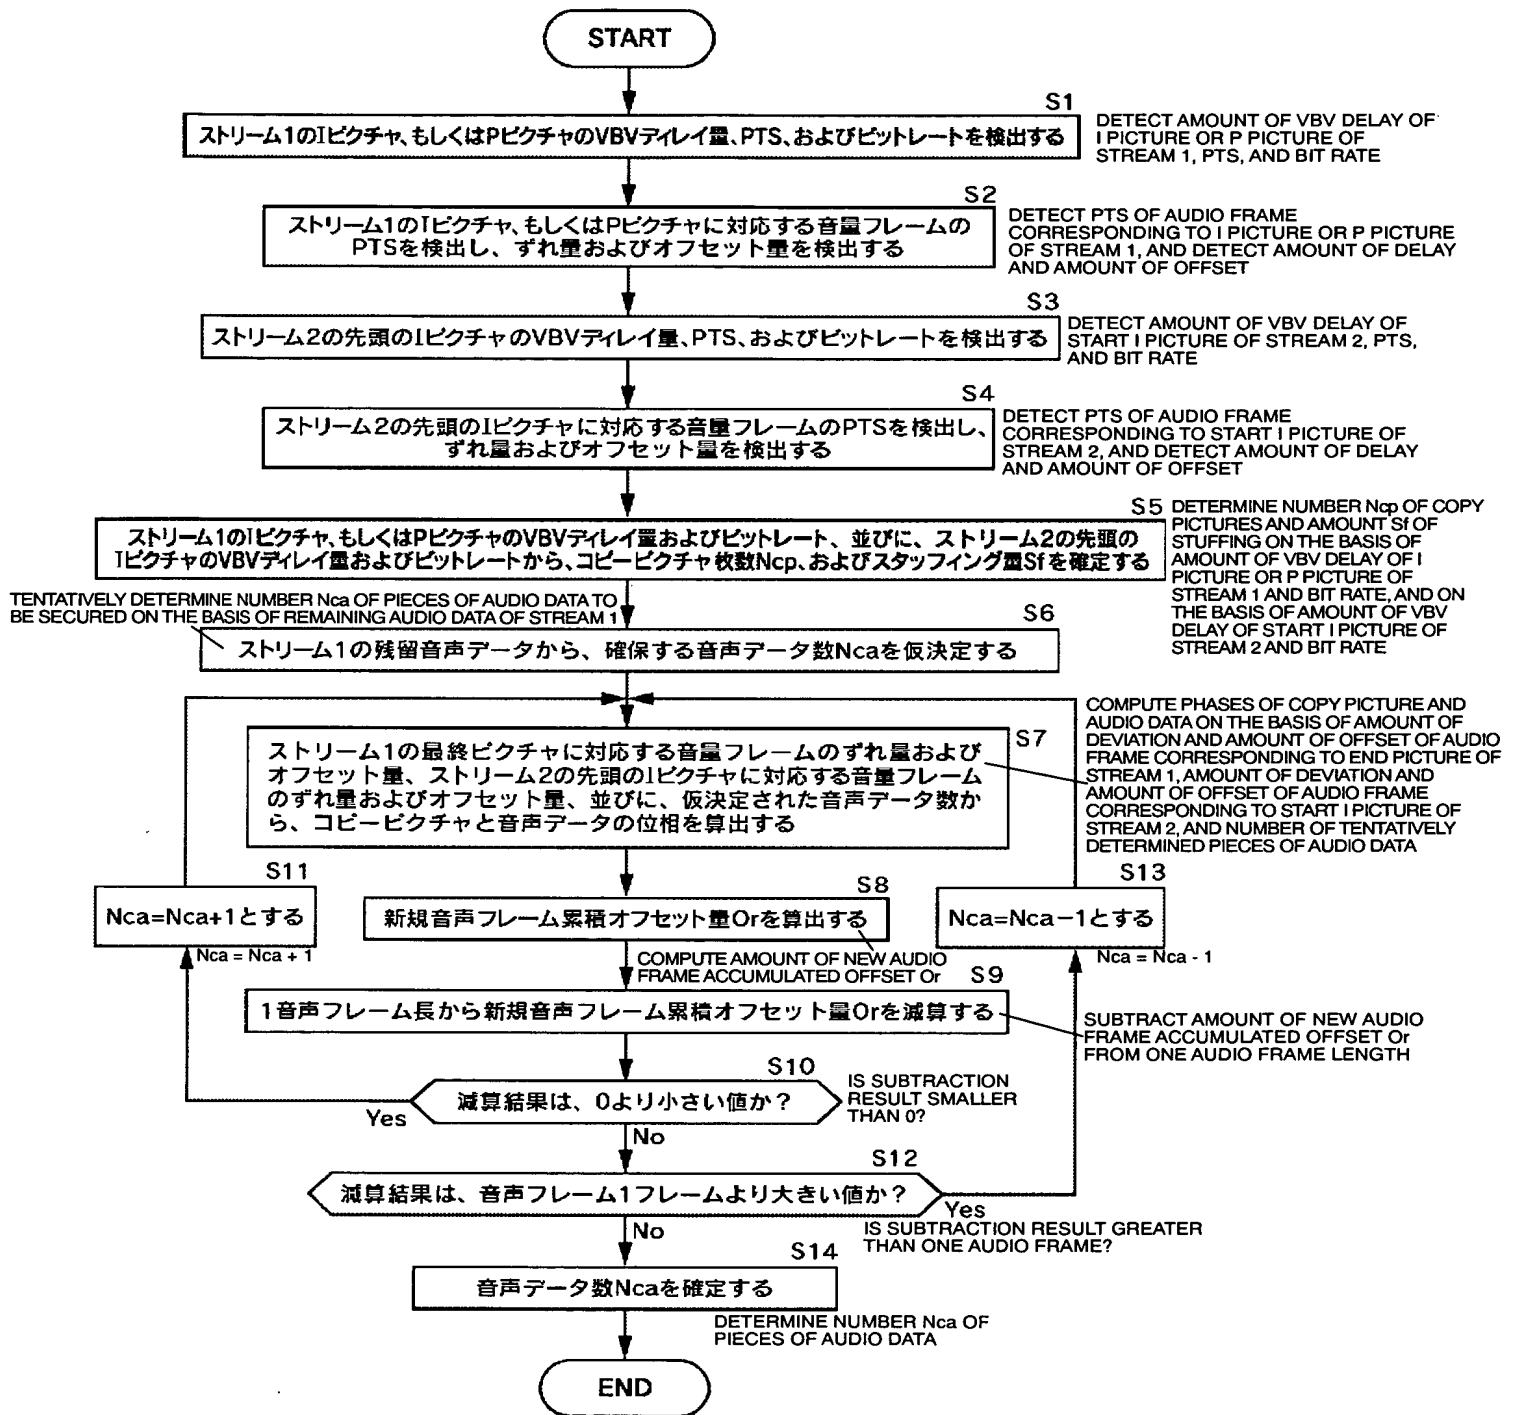 START
S1
ストリーム1のIピクチャ、もしくはPピクチャのVBVディレイ量、PTS、およびビットレートを検出する
DETECT AMOUNT OF VBV DELAY OF
I PICTURE OR P PICTURE OF
STREAM 1, PTS, AND BIT RATE
S2
ストリーム1のIピクチャ、もしくはPピクチャに対応する音量フレームの
PTSを検出し、ずれ量およびオフセット量を検出する
DETECT PTS OF AUDIO FRAME
CORRESPONDING TO I PICTURE OR P PICTURE
OF STREAM 1, AND DETECT AMOUNT OF DELAY
AND AMOUNT OF OFFSET
S3
ストリーム2の先頭のIピクチャのVBVディレイ量、PTS、およびビットレートを検出する
DETECT AMOUNT OF VBV DELAY OF
START I PICTURE OF STREAM 2, PTS,
AND BIT RATE
S4
ストリーム2の先頭のIピクチャに対応する音量フレームのPTSを検出し、
ずれ量およびオフセット量を検出する
DETECT PTS OF AUDIO FRAME
CORRESPONDING TO START I PICTURE OF
STREAM 2, AND DETECT AMOUNT OF DELAY
AND AMOUNT OF OFFSET
S5
ストリーム1のIピクチャ、もしくはPピクチャのVBVディレイ量およびビットレート、並びに、ストリーム2の先頭の
IピクチャのVBVディレイ量およびビットレートから、コピーピクチャ枚数Ncp、およびスタッフィング量Sfを確定する
DETERMINE NUMBER Ncp OF COPY
PICTURES AND AMOUNT Sf OF
STUFFING ON THE BASIS OF
AMOUNT OF VBV DELAY OF I
PICTURE OR P PICTURE OF
STREAM 1 AND BIT RATE, AND ON
THE BASIS OF AMOUNT OF VBV
DELAY OF START I PICTURE OF
STREAM 2 AND BIT RATE
TENTATIVELY DETERMINE NUMBER Nca OF PIECES OF AUDIO DATA TO
BE SECURED ON THE BASIS OF REMAINING AUDIO DATA OF STREAM 1
S6
ストリーム1の残留音声データから、確保する音声データ数Ncaを仮決定する
S7
ストリーム1の最終ピクチャに対応する音量フレームのずれ量および
オフセット量、ストリーム2の先頭のIピクチャに対応する音量フレーム
のずれ量およびオフセット量、並びに、仮決定された音声データ数か
ら、コピーピクチャと音声データの位相を算出する
COMPUTE PHASES OF COPY PICTURE AND
AUDIO DATA ON THE BASIS OF AMOUNT OF
DEVIATION AND AMOUNT OF OFFSET OF AUDIO
FRAME CORRESPONDING TO END PICTURE OF
STREAM 1, AMOUNT OF DEVIATION AND
AMOUNT OF OFFSET OF AUDIO FRAME
CORRESPONDING TO START I PICTURE OF
STREAM 2, AND NUMBER OF TENTATIVELY
DETERMINED PIECES OF AUDIO DATA
S11
Nca=Nca+1とする
Nca = Nca + 1
S8
新規音声フレーム累積オフセット量Orを算出する
COMPUTE AMOUNT OF NEW AUDIO
FRAME ACCUMULATED OFFSET Or
S13
Nca=Nca−1とする
Nca = Nca - 1
S9
1音声フレーム長から新規音声フレーム累積オフセット量Orを減算する
SUBTRACT AMOUNT OF NEW AUDIO
FRAME ACCUMULATED OFFSET Or
FROM ONE AUDIO FRAME LENGTH
S10
減算結果は、0より小さい値か？
IS SUBTRACTION
RESULT SMALLER
THAN 0?
Yes
No
S12
減算結果は、音声フレーム1フレームより大きい値か？
Yes
IS SUBTRACTION RESULT GREATER
THAN ONE AUDIO FRAME?
No
S14
音声データ数Ncaを確定する
DETERMINE NUMBER Nca OF
PIECES OF AUDIO DATA
END